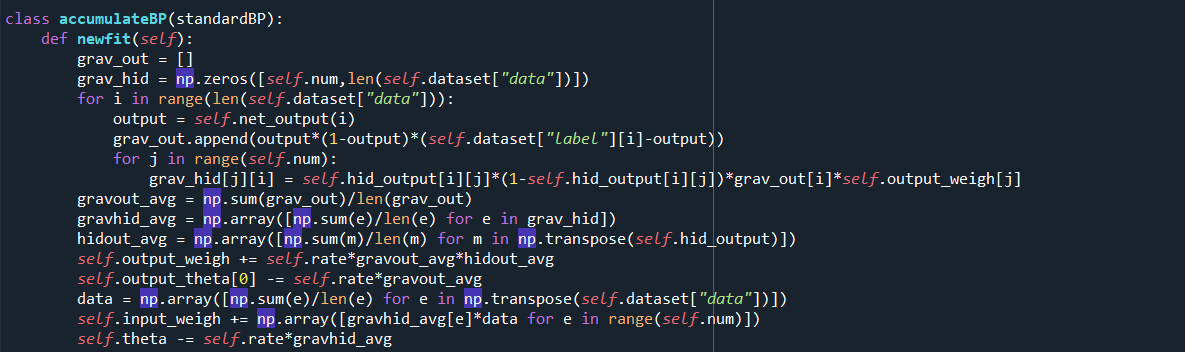 class accumulateBP(standardBP):
    def newfit(self):
        grav_out = []
        grav_hid = np.zeros([self.num,len(self.dataset["data"])])
        for i in range(len(self.dataset["data"])):
            output = self.net_output(i)
            grav_out.append(output*(1-output)*(self.dataset["label"][i]-output))
            for j in range(self.num):
                grav_hid[j][i] = self.hid_output[i][j]*(1-self.hid_output[i][j])*grav_out[i]*self.output_weigh[j]
        gravout_avg = np.sum(grav_out)/len(grav_out)
        gravhid_avg = np.array([np.sum(e)/len(e) for e in grav_hid])
        hidout_avg = np.array([np.sum(m)/len(m) for m in np.transpose(self.hid_output)])
        self.output_weigh += self.rate*gravout_avg*hidout_avg
        self.output_theta[0] -= self.rate*gravout_avg
        data = np.array([np.sum(e)/len(e) for e in np.transpose(self.dataset["data"])])
        self.input_weigh += np.array([gravhid_avg[e]*data for e in range(self.num)])
        self.theta -= self.rate*gravhid_avg